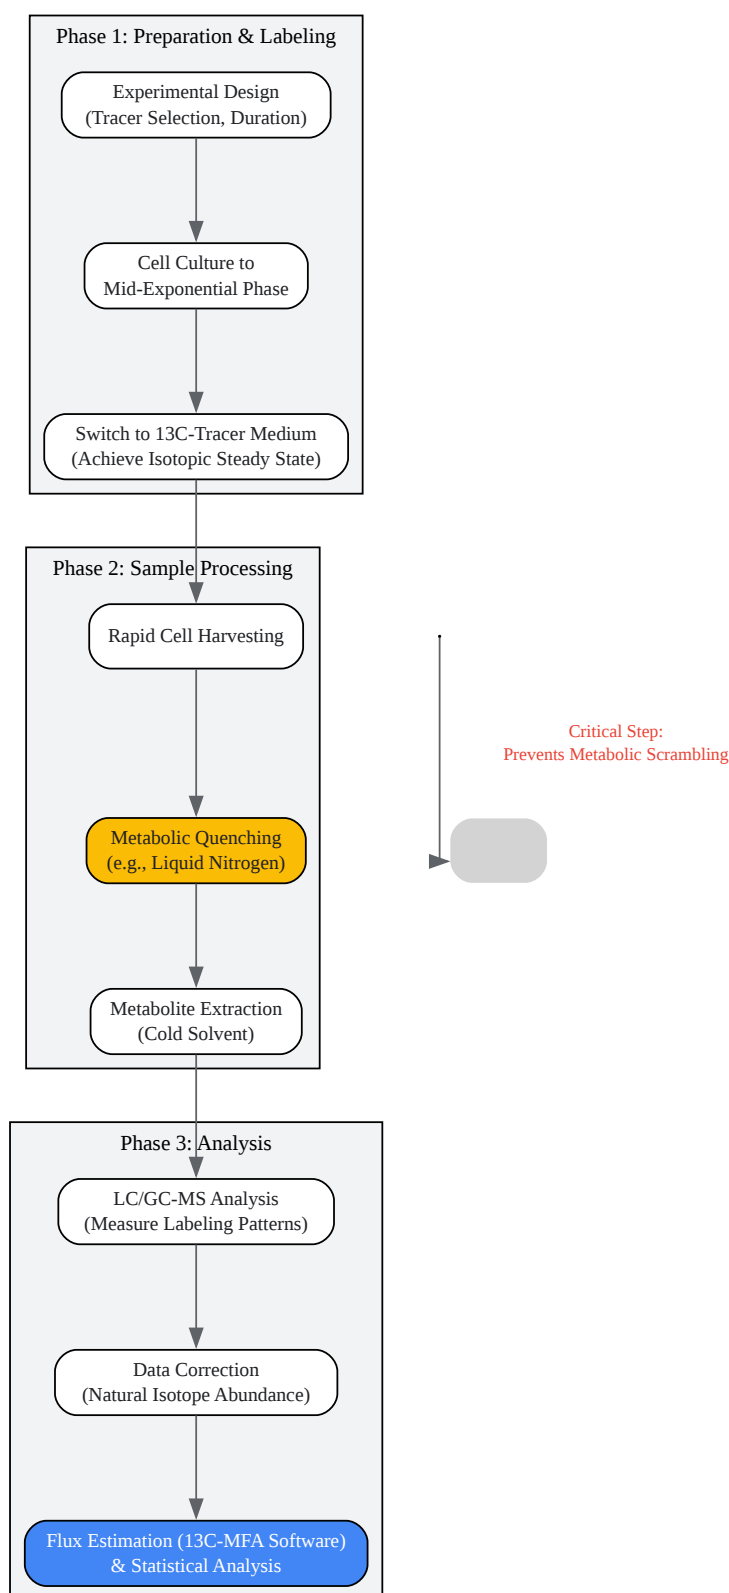 Phase 1: Preparation & Labeling
Experimental Design
(Tracer Selection, Duration)
Cell Culture to
Mid-Exponential Phase
Switch to 13C-Tracer Medium
(Achieve Isotopic Steady State)
Phase 2: Sample Processing
Rapid Cell Harvesting
Critical Step:
Prevents Metabolic Scrambling
Metabolic Quenching
(e.g., Liquid Nitrogen)
Metabolite Extraction
(Cold Solvent)
Phase 3: Analysis
LC/GC-MS Analysis
(Measure Labeling Patterns)
Data Correction
(Natural Isotope Abundance)
Flux Estimation (13C-MFA Software)
& Statistical Analysis